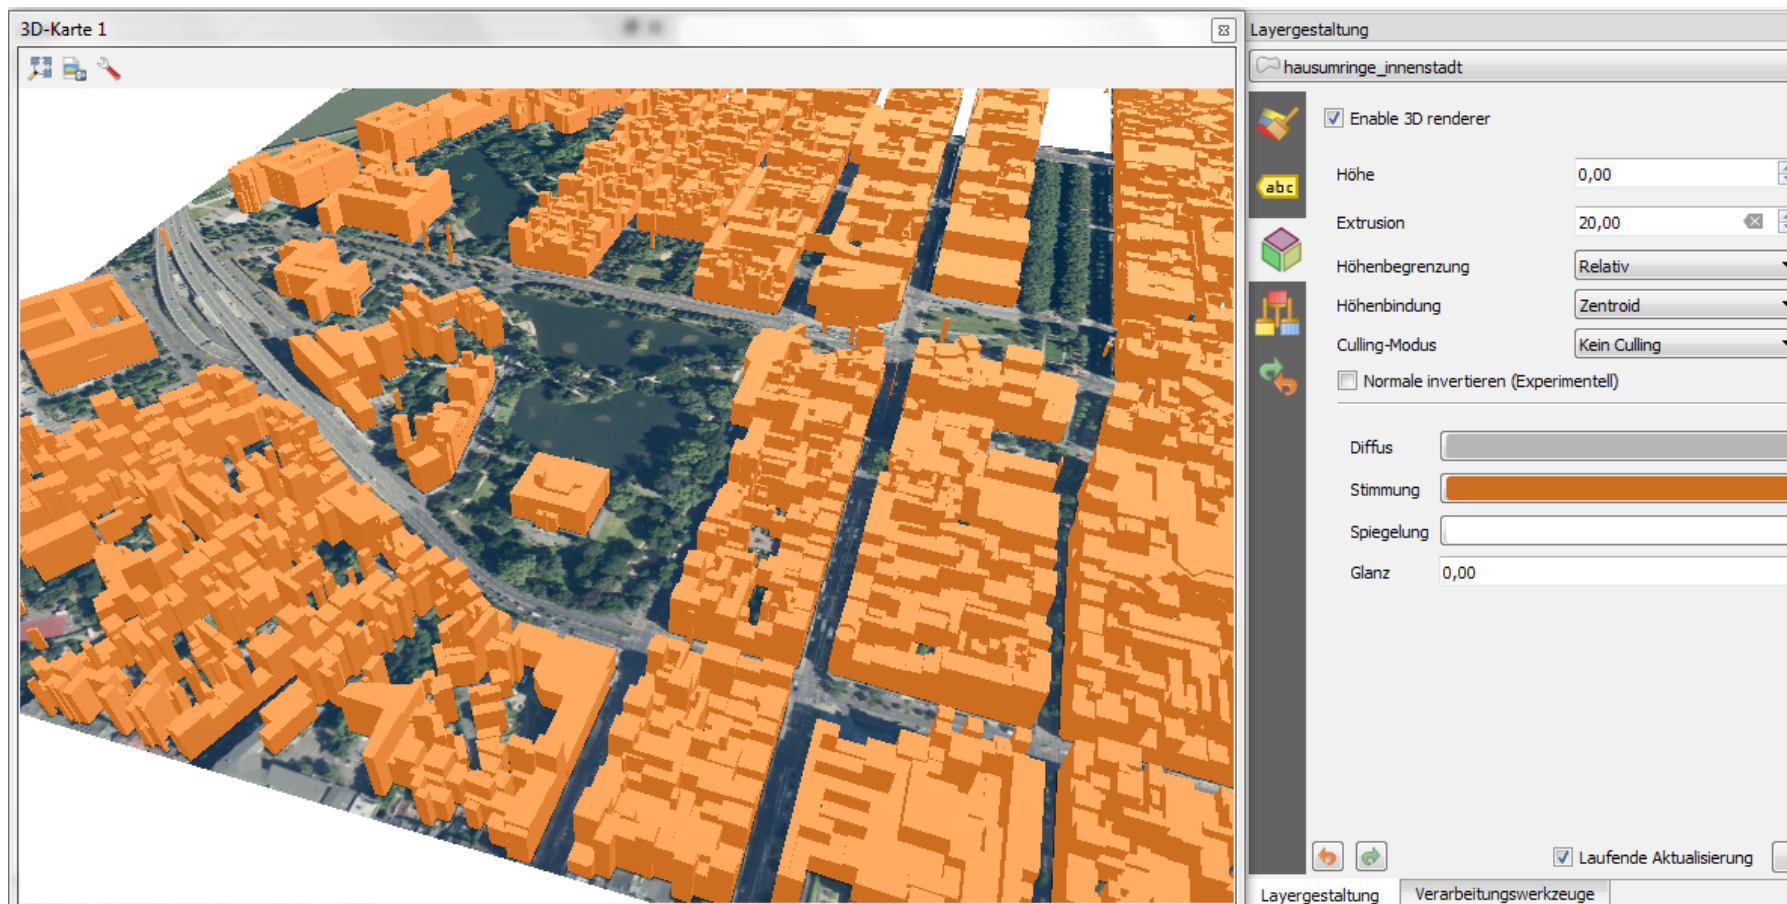 3D-Karte 1
Layergestaltung
hausumringe_innenstadt
Enable 3D renderer
abc
Höhe 0,00
Extrusion 20,00
Höhenbegrenzung Relativ
Höhenbindung Zentroid
Culling-Modus Kein Culling
Normale invertieren (Experimentell)
Diffus
Stimmung
Spiegelung
Glanz 0,00
Laufende Aktualisierung
Layergestaltung Verarbeitungswerkzeuge